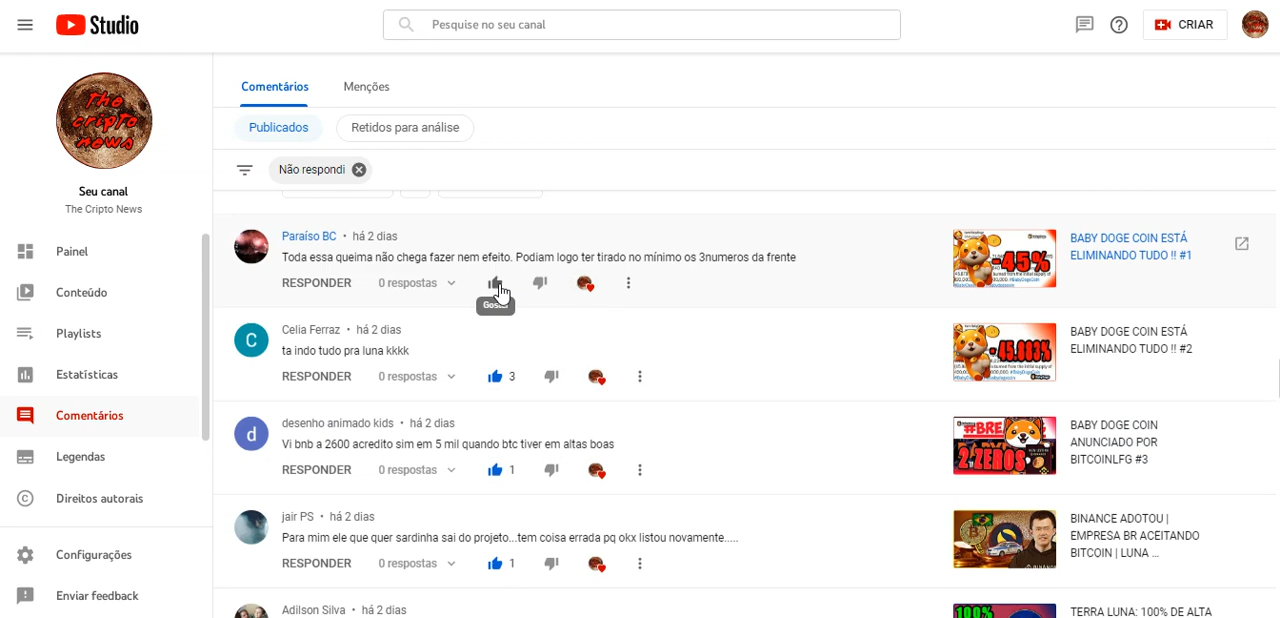 Studio
Pesquise no seu canal
CRIAR
The
cripto
news
Seu canal
The Cripto News
Painel
Conteúdo
Playlists
Estatísticas
Comentários
Legendas
Direitos autorais
Configurações
Enviar feedback
Comentários
Menções
Publicados
Retidos para análise
Não respondi
Paraíso BC • há 2 dias
Toda essa queima não chega fazer nem efeito. Podiam logo ter tirado no mínimo os 3numeros da frente
RESPONDER 0 respostas
-45%
BABY DOGE COIN ESTÁ
ELIMINANDO TUDO !! #1
Celia Ferraz • há 2 dias
C
ta indo tudo pra luna kkkk
RESPONDER 0 respostas 3
BABY DOGE COIN ESTÁ
ELIMINANDO TUDO !! #2
desenho animado kids • há 2 dias
d
Vi bnb a 2600 acredito sim em 5 mil quando btc tiver em altas boas
RESPONDER 0 respostas 1
#BRE
2 ZEROS
BABY DOGE COIN
ANUNCIADO POR
BITCOINLFG #3
jair PS • há 2 dias
Para mim ele que quer sardinha sai do projeto...tem coisa errada pq okx listou novamente.....
RESPONDER 0 respostas 1
BINANCE ADOTOU |
EMPRESA BR ACEITANDO
BITCOIN | LUNA ...
Adilson Silva • há 2 dias
100%
TERRA LUNA: 100% DE ALTA